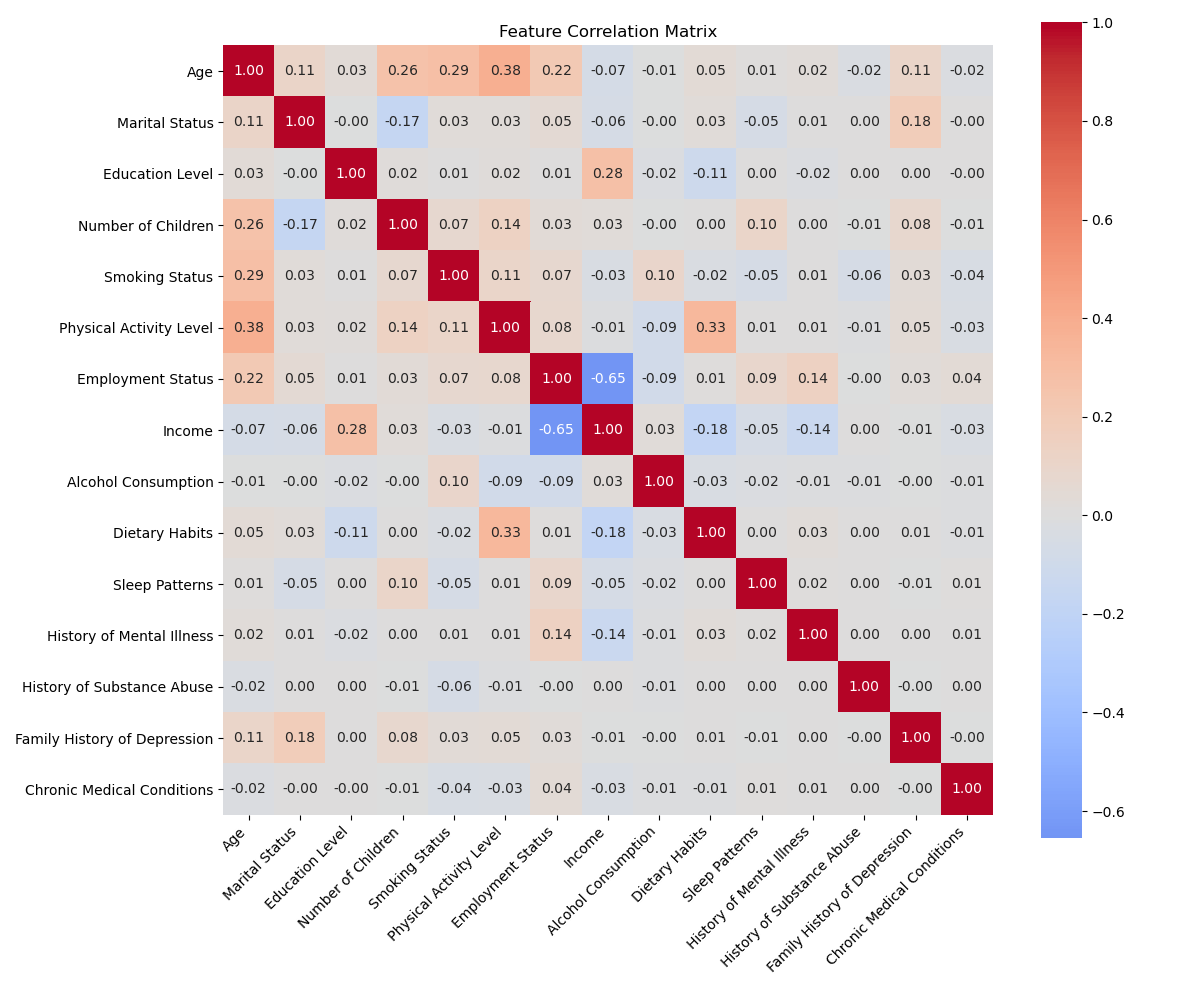 Feature Correlation Matrix
Age 1.00 0.11 0.03 0.26 0.29 0.38 0.22 -0.07 -0.01 0.05 0.01 0.02 -0.02 0.11 -0.02
Marital Status 0.11 1.00 -0.00 -0.17 0.03 0.03 0.05 -0.06 -0.00 0.03 -0.05 0.01 0.00 0.18 -0.00
Education Level 0.03 -0.00 1.00 0.02 0.01 0.02 0.01 0.28 -0.02 -0.11 0.00 -0.02 0.00 0.00 -0.00
Number of Children 0.26 -0.17 0.02 1.00 0.07 0.14 0.03 0.03 -0.00 0.00 0.10 0.00 -0.01 0.08 -0.01
Smoking Status 0.29 0.03 0.01 0.07 1.00 0.11 0.07 -0.03 0.10 -0.02 -0.05 0.01 -0.06 0.03 -0.04
Physical Activity Level 0.38 0.03 0.02 0.14 0.11 1.00 0.08 -0.01 -0.09 0.33 0.01 0.01 -0.01 0.05 -0.03
Employment Status 0.22 0.05 0.01 0.03 0.07 0.08 1.00 -0.65 -0.09 0.01 0.09 0.14 -0.00 0.03 0.04
Income -0.07 -0.06 0.28 0.03 -0.03 -0.01 -0.65 1.00 0.03 -0.18 -0.05 -0.14 0.00 -0.01 -0.03
Alcohol Consumption -0.01 -0.00 -0.02 -0.00 0.10 -0.09 -0.09 0.03 1.00 -0.03 -0.02 -0.01 -0.01 -0.00 -0.01
Dietary Habits 0.05 0.03 -0.11 0.00 -0.02 0.33 0.01 -0.18 -0.03 1.00 0.00 0.03 0.00 0.01 -0.01
Sleep Patterns 0.01 -0.05 0.00 0.10 -0.05 0.01 0.09 -0.05 -0.02 0.00 1.00 0.02 0.00 -0.01 0.01
History of Mental Illness 0.02 0.01 -0.02 0.00 0.01 0.01 0.14 -0.14 -0.01 0.03 0.02 1.00 0.00 0.00 0.01
History of Substance Abuse -0.02 0.00 0.00 -0.01 -0.06 -0.01 -0.00 0.00 -0.01 0.00 0.00 0.00 1.00 -0.00 0.00
Family History of Depression 0.11 0.18 0.00 0.08 0.03 0.05 0.03 -0.01 -0.00 0.01 -0.01 0.00 -0.00 1.00 -0.00
Chronic Medical Conditions -0.02 -0.00 -0.00 -0.01 -0.04 -0.03 0.04 -0.03 -0.01 -0.01 0.01 0.01 0.00 -0.00 1.00
Age
Marital Status
Education Level
Number of Children
Smoking Status
Physical Activity Level
Employment Status
Income
Alcohol Consumption
Dietary Habits
Sleep Patterns
History of Mental Illness
History of Substance Abuse
Family History of Depression
Chronic Medical Conditions
1.0
0.8
0.6
0.4
0.2
0.0
−0.2
−0.4
−0.6